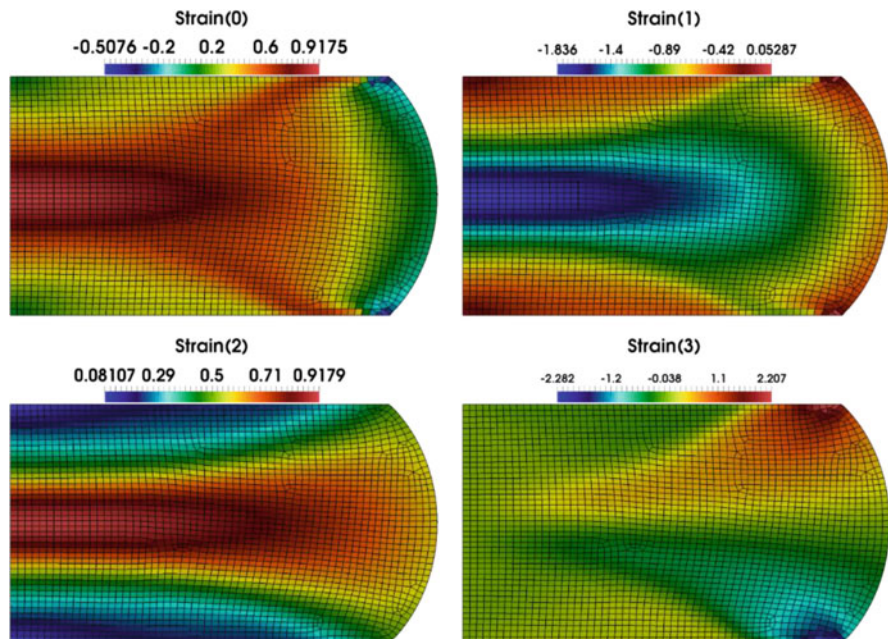 Strain(0)
-0.5076 -0.2 0.2 0.6 0.9175
Strain(1)
-1.836 -1.4 -0.89 -0.42 0.05287
Strain(2)
0.08107 0.29 0.5 0.71 0.9179
Strain(3)
-2.282 -1.2 -0.038 1.1 2.207